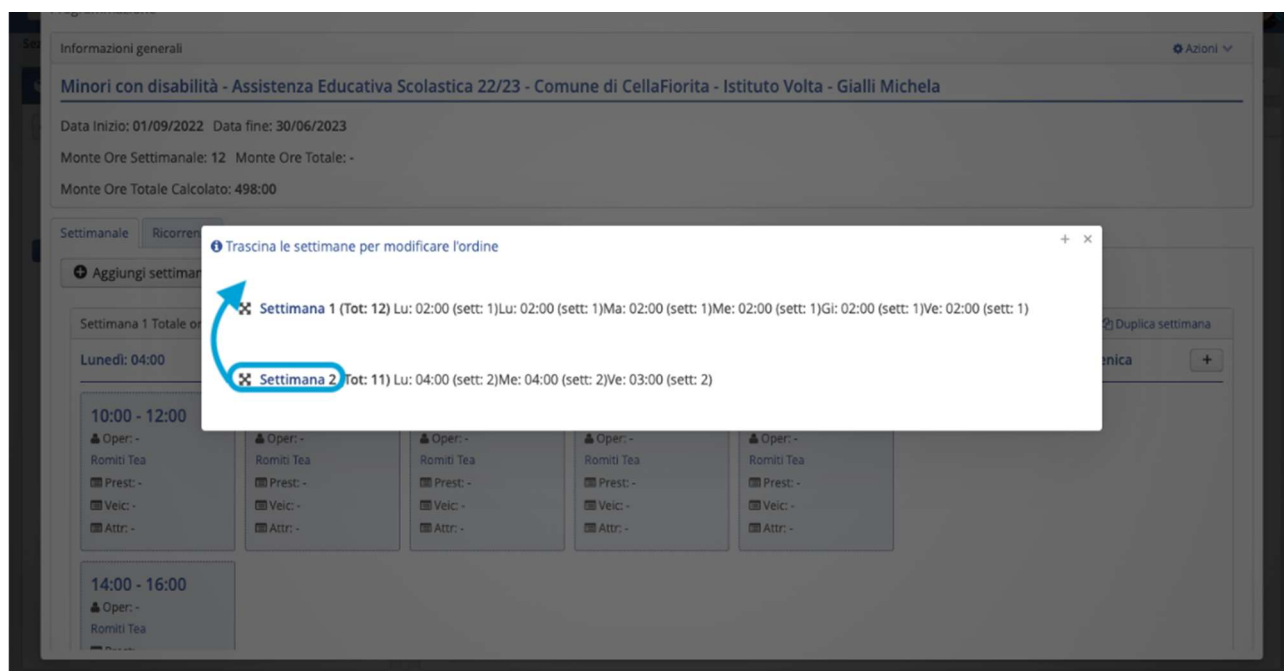 Programmazione
Informazioni generali
Azioni
Minori con disabilità - Assistenza Educativa Scolastica 22/23 - Comune di CellaFiorita - Istituto Volta - Gialli Michela
Data Inizio: 01/09/2022 Data fine: 30/06/2023
Monte Ore Settimanale: 12 Monte Ore Totale: -
Monte Ore Totale Calcolato: 498:00
Settimanale
Trascina le settimane per modificare l'ordine
+ ×
Settimana 1 (Tot: 12) Lu: 02:00 (sett: 1)Lu: 02:00 (sett: 1)Ma: 02:00 (sett: 1)Me: 02:00 (sett: 1)Gi: 02:00 (sett: 1)Ve: 02:00 (sett: 1)
Settimana 2 (Tot: 11) Lu: 04:00 (sett: 2)Me: 04:00 (sett: 2)Ve: 03:00 (sett: 2)
Aggiungi
Settimana 1 Totale
Duplica settimana
Lunedì: 04:00
+
10:00 - 12:00
Oper: - Oper: - Oper: - Oper: - Oper: -
Romiti Tea Romiti Tea Romiti Tea Romiti Tea Romiti Tea
Prest: - Prest: - Prest: - Prest: - Prest: -
Veic: - Veic: - Veic: - Veic: - Veic: -
Attr: - Attr: - Attr: - Attr: - Attr: -
14:00 - 16:00
Oper: -
Romiti Tea